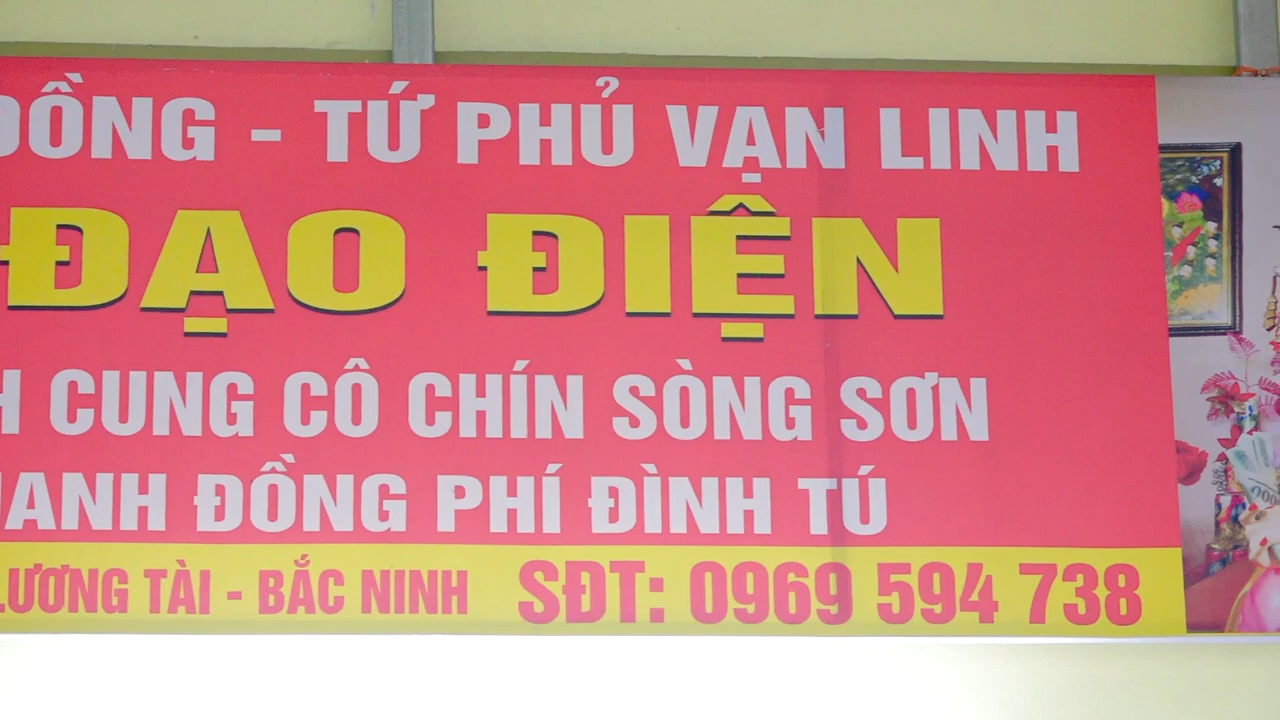 ĐỒNG - TỨ PHỦ VẠN LINH
ĐẠO ĐIỆN
CUNG CÔ CHÍN SÒNG SƠN
ĐỒNG PHÍ ĐÌNH TÚ
LƯƠNG TÀI - BẮC NINH SĐT: 0969 594 738